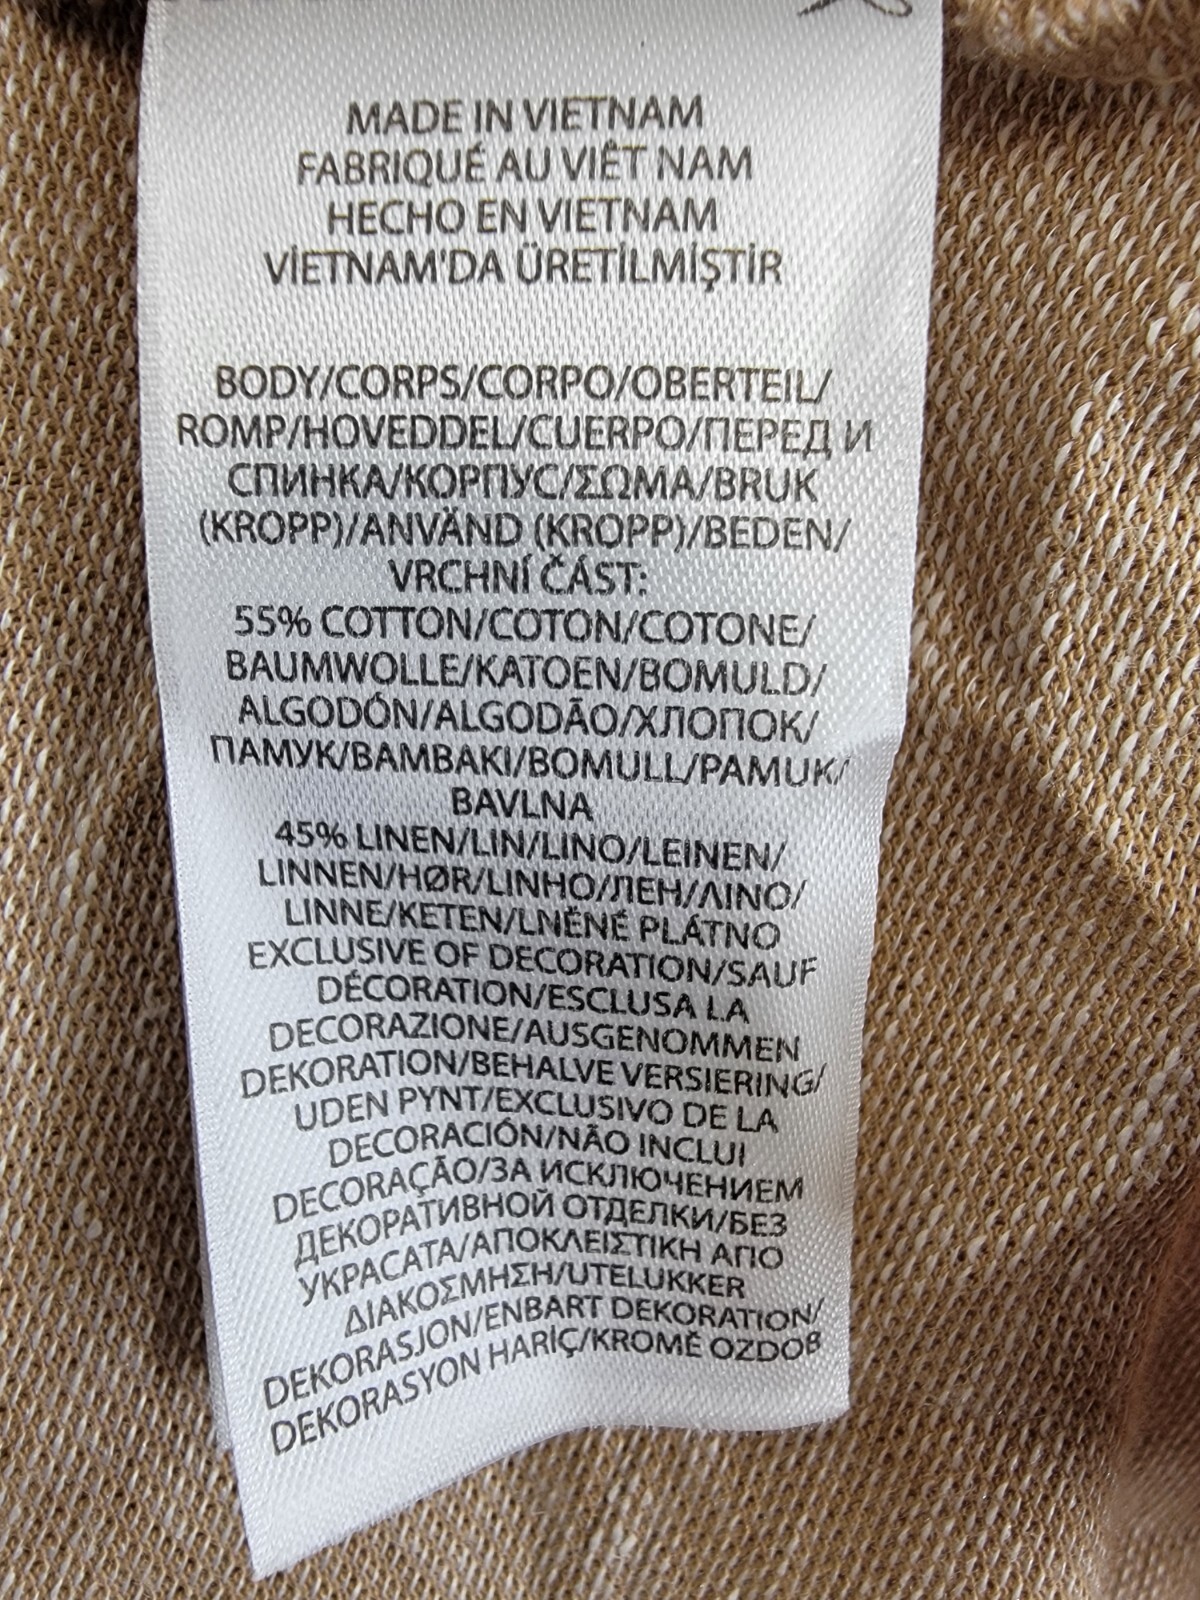 MADE IN VIETNAM
FABRIQUÉ AU VIÊT NAM
HECHO EN VIETNAM
VİETNAM'DA ÜRETİLMİŞTİR
BODY/CORPS/CORPO/OBERTEIL/
ROMP/HOVEDDEL/CUERPO/ПЕРЕД И
СПИНКА/КОРПУС/ΣΩΜΑ/BRUK
(KROPP)/ANVÄND (KROPP)/BEDEN/
VRCHNÍ ČÁST:
55% COTTON/COTON/COTONE/
BAUMWOLLE/KATOEN/BOMULD/
ALGODÓN/ALGODÃO/ХЛОПОК/
ПАМУК/ΒΑΜΒΑΚΙ/BOMULL/PAMUK/
BAVLNA
45% LINEN/LIN/LINO/LEINEN/
LINNEN/HØR/LINHO/ЛЕН/ΛΙΝΟ/
LINNE/KETEN/LNĚNÉ PLÁTNO
EXCLUSIVE OF DECORATION/SAUF
DÉCORATION/ESCLUSA LA
DECORAZIONE/AUSGENOMMEN
DEKORATION/BEHALVE VERSIERING/
UDEN PYNT/EXCLUSIVO DE LA
DECORACIÓN/NÃO INCLUI
DECORAÇÃO/ЗА ИСКЛЮЧЕНИЕМ
ДЕКОРАТИВНОЙ ОТДЕЛКИ/БЕЗ
УКРАСАТА/ΑΠΟΚΛΕΙΣΤΙΚΗ ΑΠΟ
ΔΙΑΚΟΣΜΗΣΗ/UTELUKKER
DEKORASJON/ENBART DEKORATION/
DEKORASYON HARİÇ/KROMĚ OZDOB